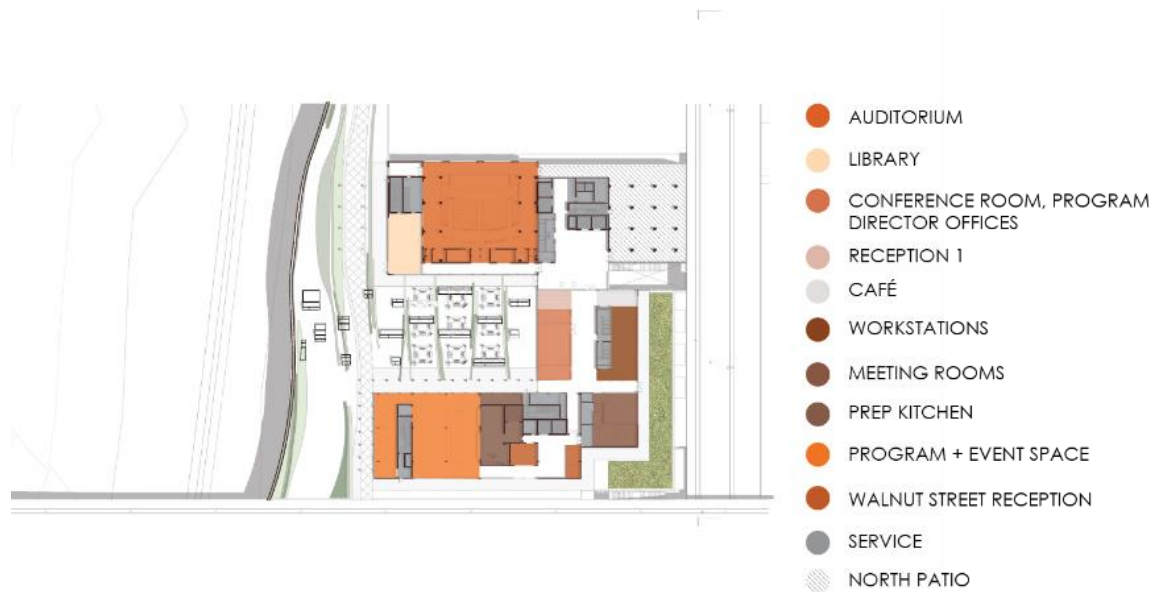 AUDITORIUM
LIBRARY
CONFERENCE ROOM, PROGRAM
DIRECTOR OFFICES
RECEPTION 1
CAFÉ
WORKSTATIONS
MEETING ROOMS
PREP KITCHEN
PROGRAM + EVENT SPACE
WALNUT STREET RECEPTION
SERVICE
NORTH PATIO